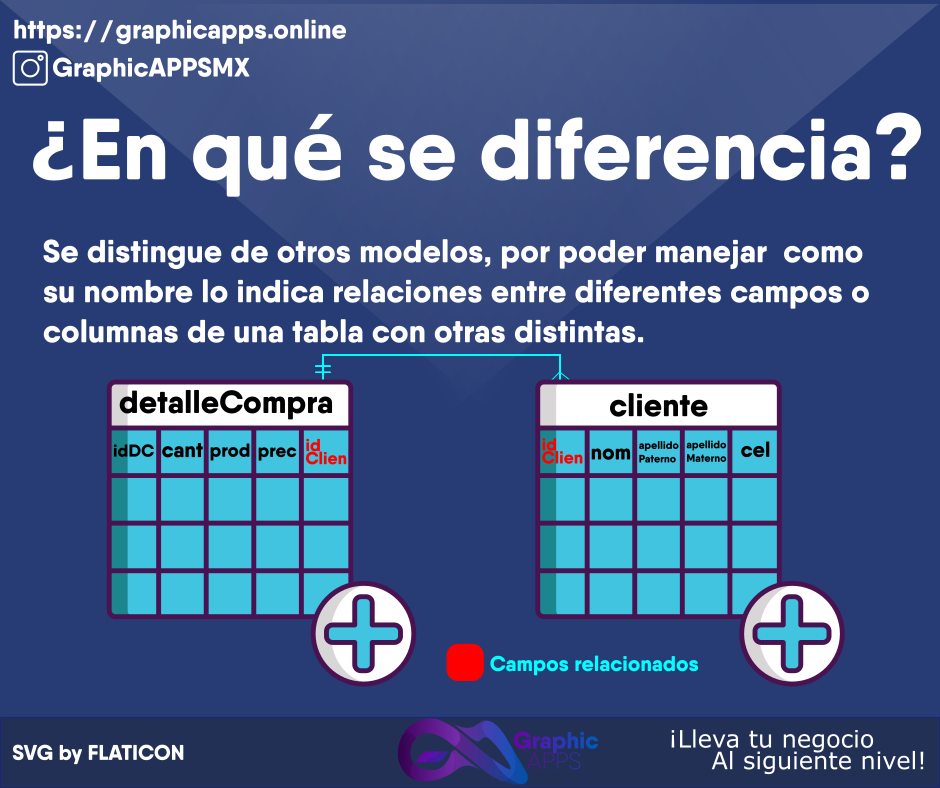 https://graphicapps.online
GraphicAPPSMX
¿En qué se diferencia?
Se distingue de otros modelos, por poder manejar como
su nombre lo indica relaciones entre diferentes campos o
columnas de una tabla con otras distintas.
detalleCompra
idDC cant prod prec id Clien
cliente
id Clien nom apellido Paterno apellido Materno cel
Campos relacionados
SVG by FLATICON
Graphic
APPS
¡Lleva tu negocio
Al siguiente nivel!